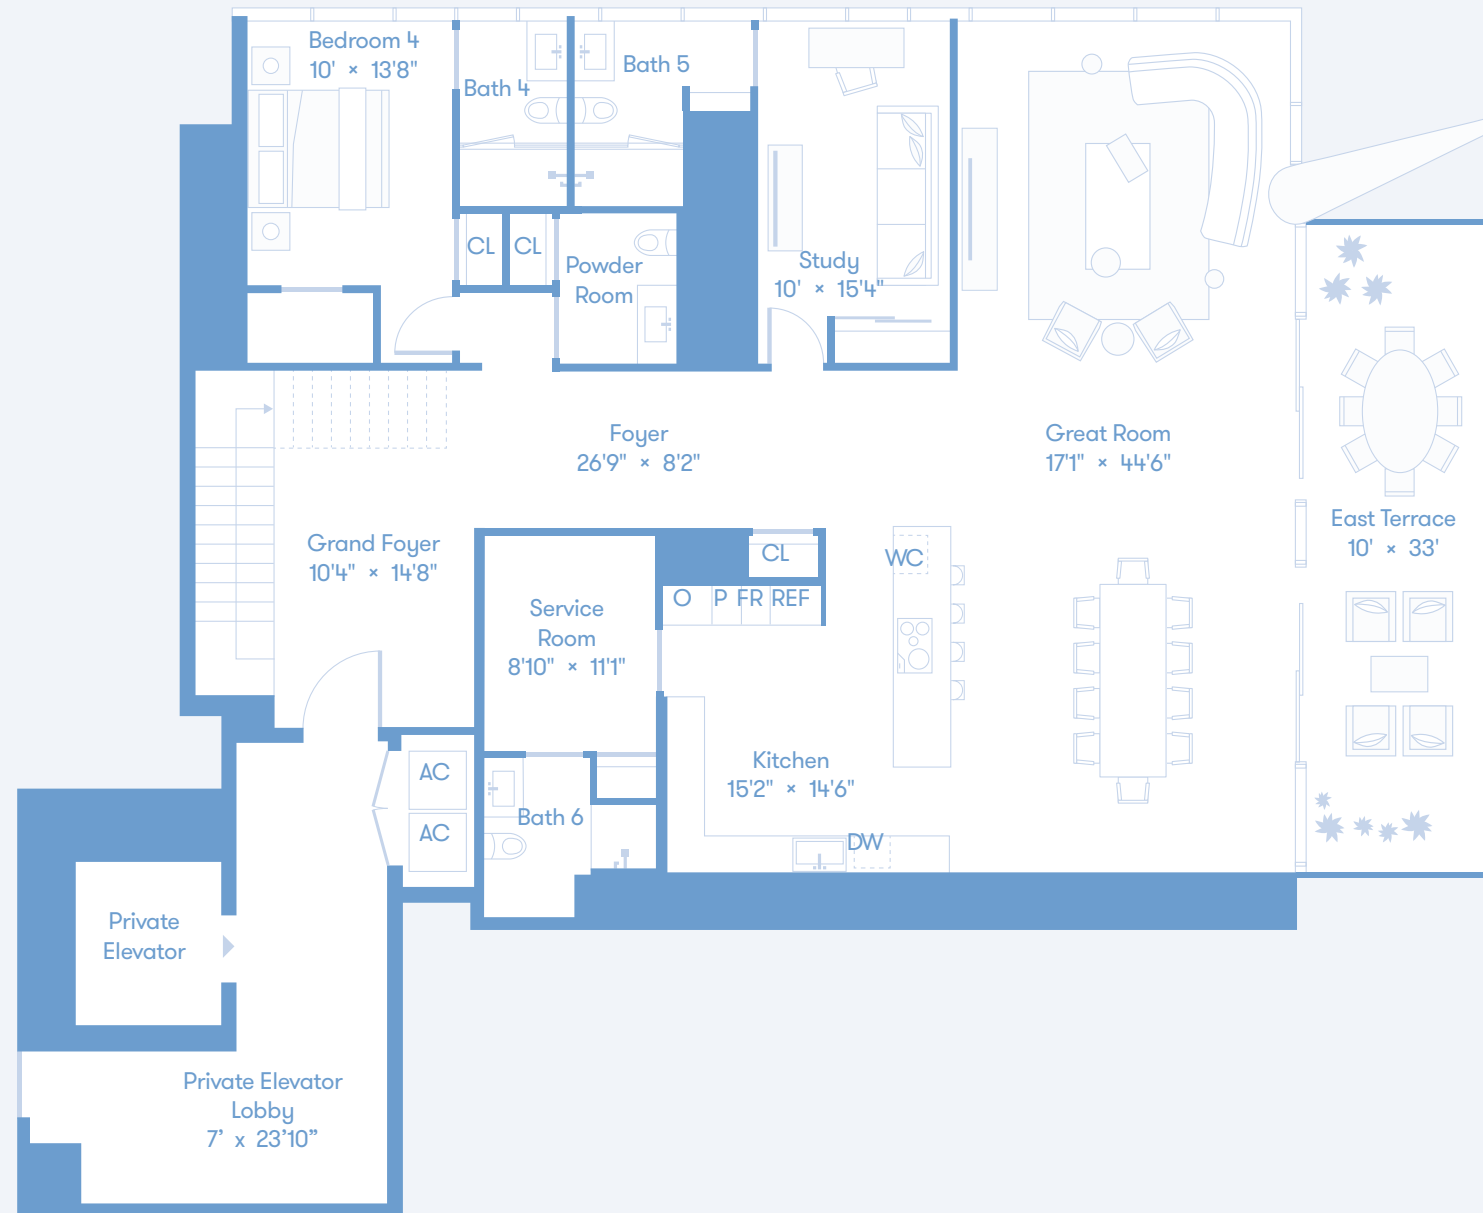 Bedroom 4
10' × 13'8"
Bath 4
Bath 5
CL
CL
Powder
Room
Study
10' × 15'4"
Foyer
26'9" × 8'2"
Great Room
17'1" × 44'6"
East Terrace
10' × 33'
Grand Foyer
10'4" × 14'8"
Service
Room
8'10" × 11'1"
CL
O
P
FR
REF
WC
Kitchen
15'2" × 14'6"
DW
AC
AC
Bath 6
Private
Elevator
Private Elevator
Lobby
7’ x 23’10”